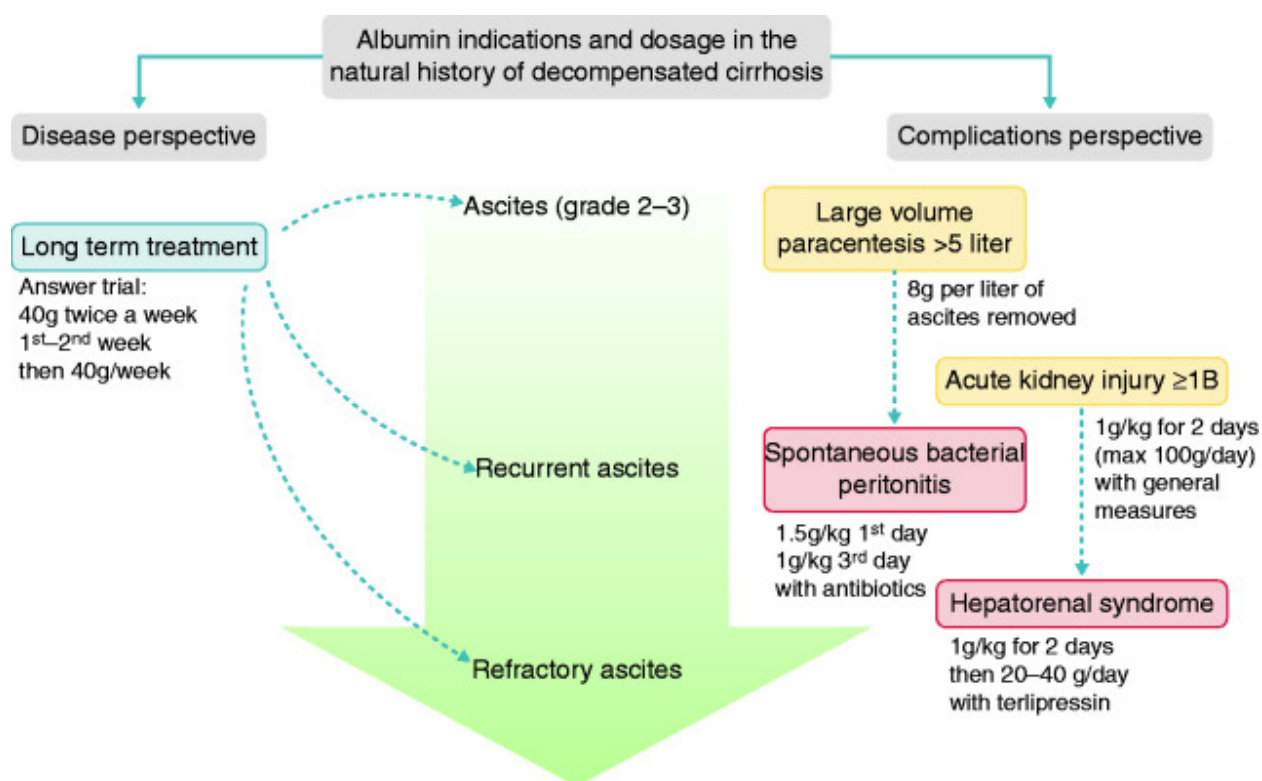 Albumin indications and dosage in the
natural history of decompensated cirrhosis
Disease perspective
Complications perspective
Long term treatment
Answer trial:
40g twice a week
1st–2nd week
then 40g/week
Ascites (grade 2–3)
Recurrent ascites
Refractory ascites
Large volume
paracentesis >5 liter
8g per liter of
ascites removed
Spontaneous bacterial
peritonitis
1.5g/kg 1st day
1g/kg 3rd day
with antibiotics
Acute kidney injury ≥1B
1g/kg for 2 days
(max 100g/day)
with general
measures
Hepatorenal syndrome
1g/kg for 2 days
then 20–40 g/day
with terlipressin